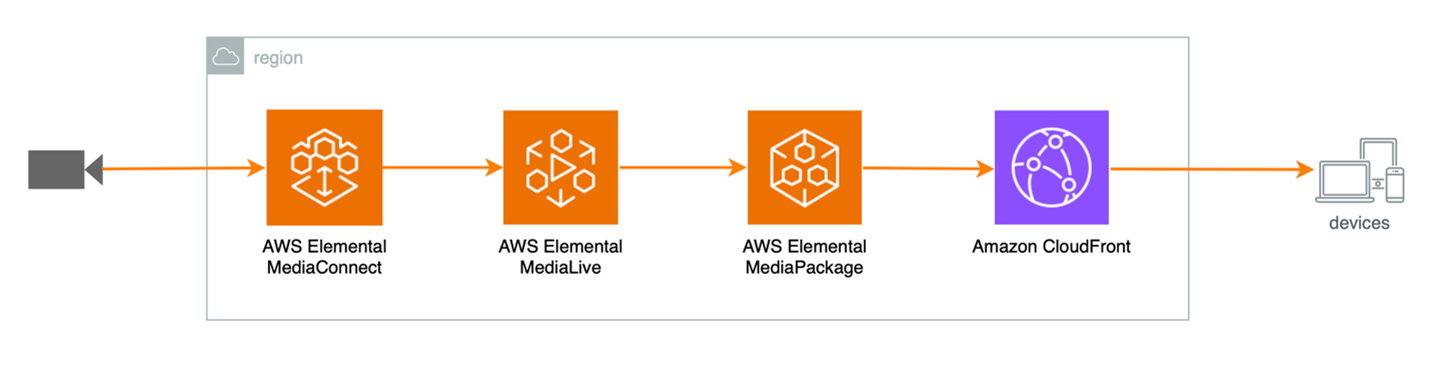 region
AWS Elemental
MediaConnect
AWS Elemental
MediaLive
AWS Elemental
MediaPackage
Amazon CloudFront
devices